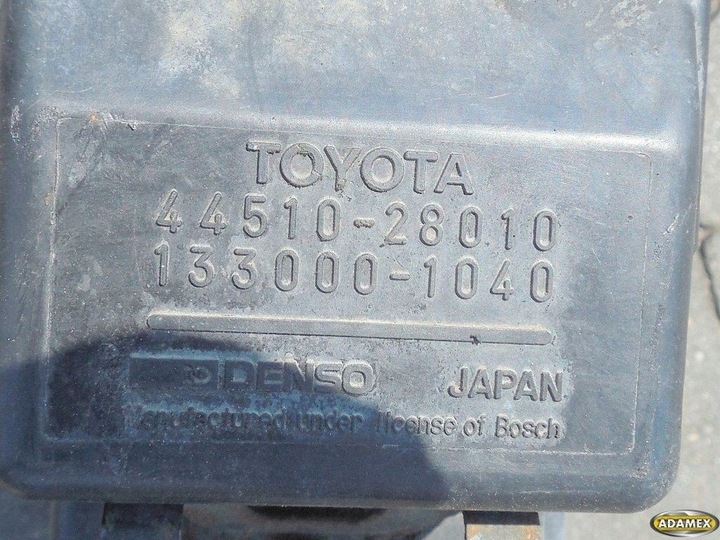 TOYOTA
44510-28010
133000-1040
DENSO JAPAN
Manufactured under license of Bosch
ADAMEX